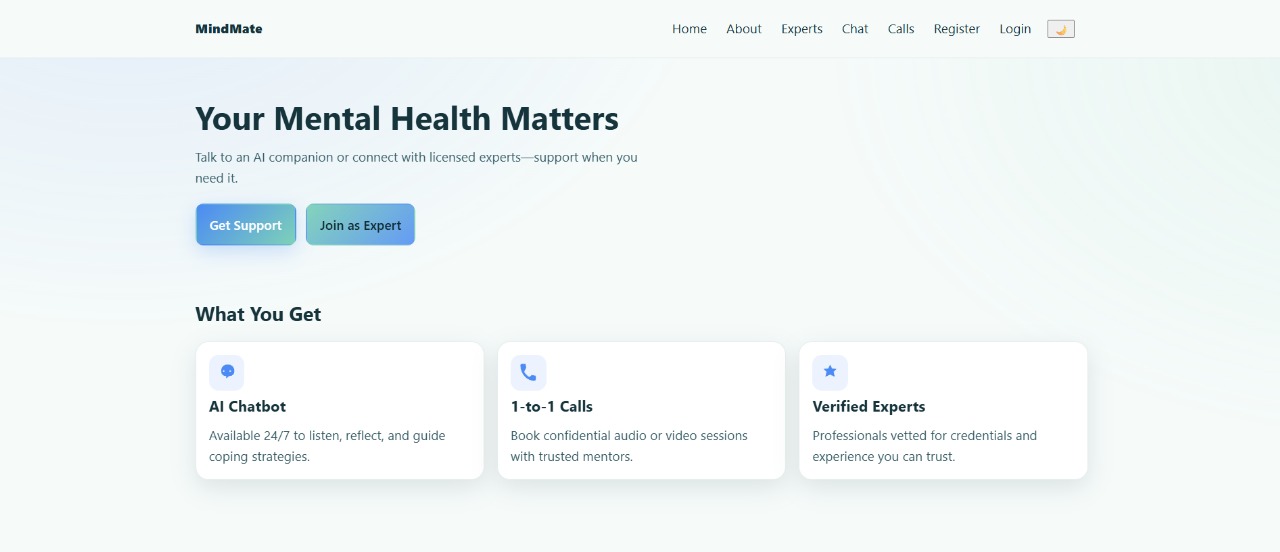 MindMate
Home About Experts Chat Calls Register Login
Your Mental Health Matters
Talk to an AI companion or connect with licensed experts—support when you
need it.
Get Support Join as Expert
What You Get
AI Chatbot
Available 24/7 to listen, reflect, and guide
coping strategies.
1-to-1 Calls
Book confidential audio or video sessions
with trusted mentors.
Verified Experts
Professionals vetted for credentials and
experience you can trust.